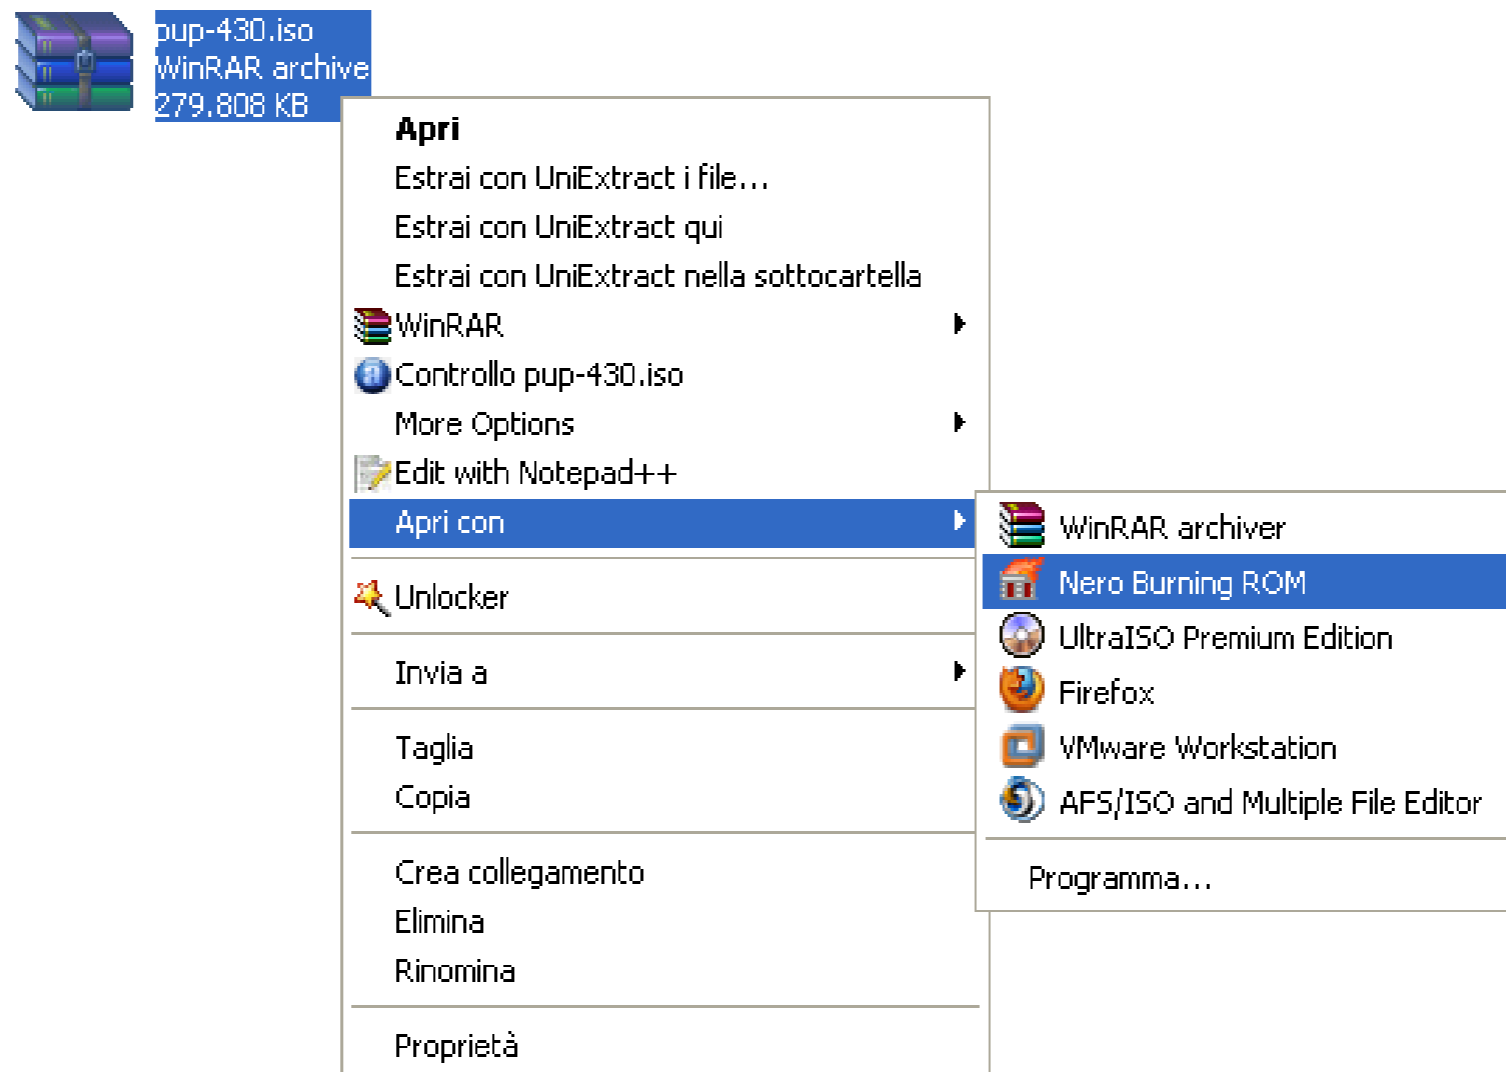 pup-430.iso
WinRAR archive
279.808 KB
Apri
Estrai con UniExtract i file...
Estrai con UniExtract qui
Estrai con UniExtract nella sottocartella
WinRAR
Controllo pup-430.iso
More Options
Edit with Notepad++
Apri con
WinRAR archiver
Nero Burning ROM
UltraISO Premium Edition
Firefox
VMware Workstation
AFS/ISO and Multiple File Editor
Programma...
Unlocker
Invia a
Taglia
Copia
Crea collegamento
Elimina
Rinomina
Proprietà